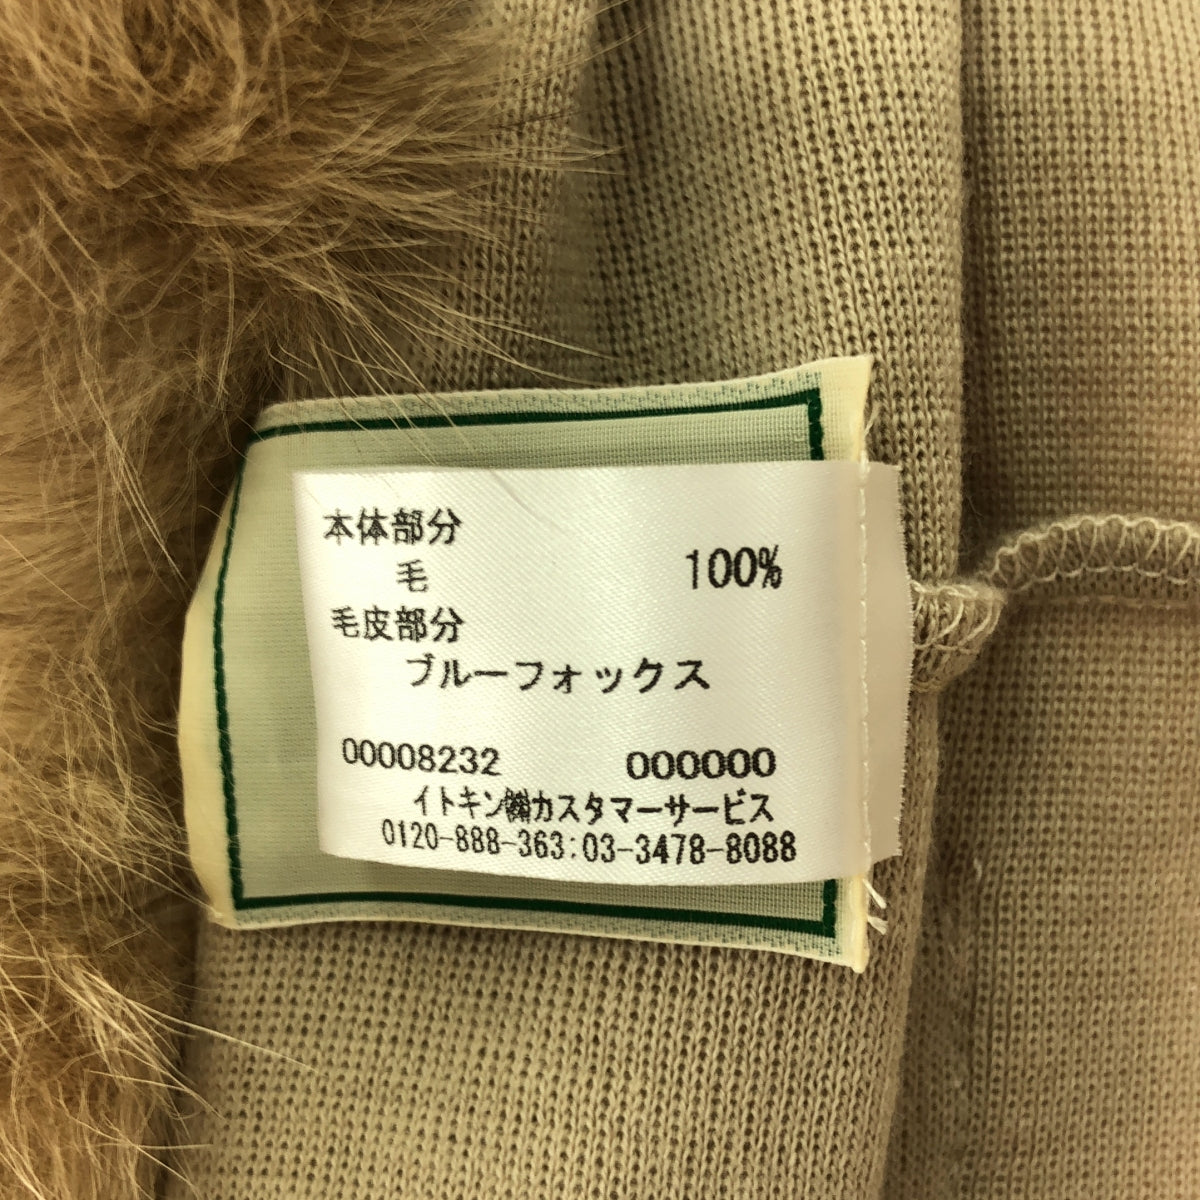 本体部分
毛 100%
毛皮部分
ブルーフォックス
00008232 000000
イトキン㈱カスタマーサービス
0120-888-363:03-3478-8088